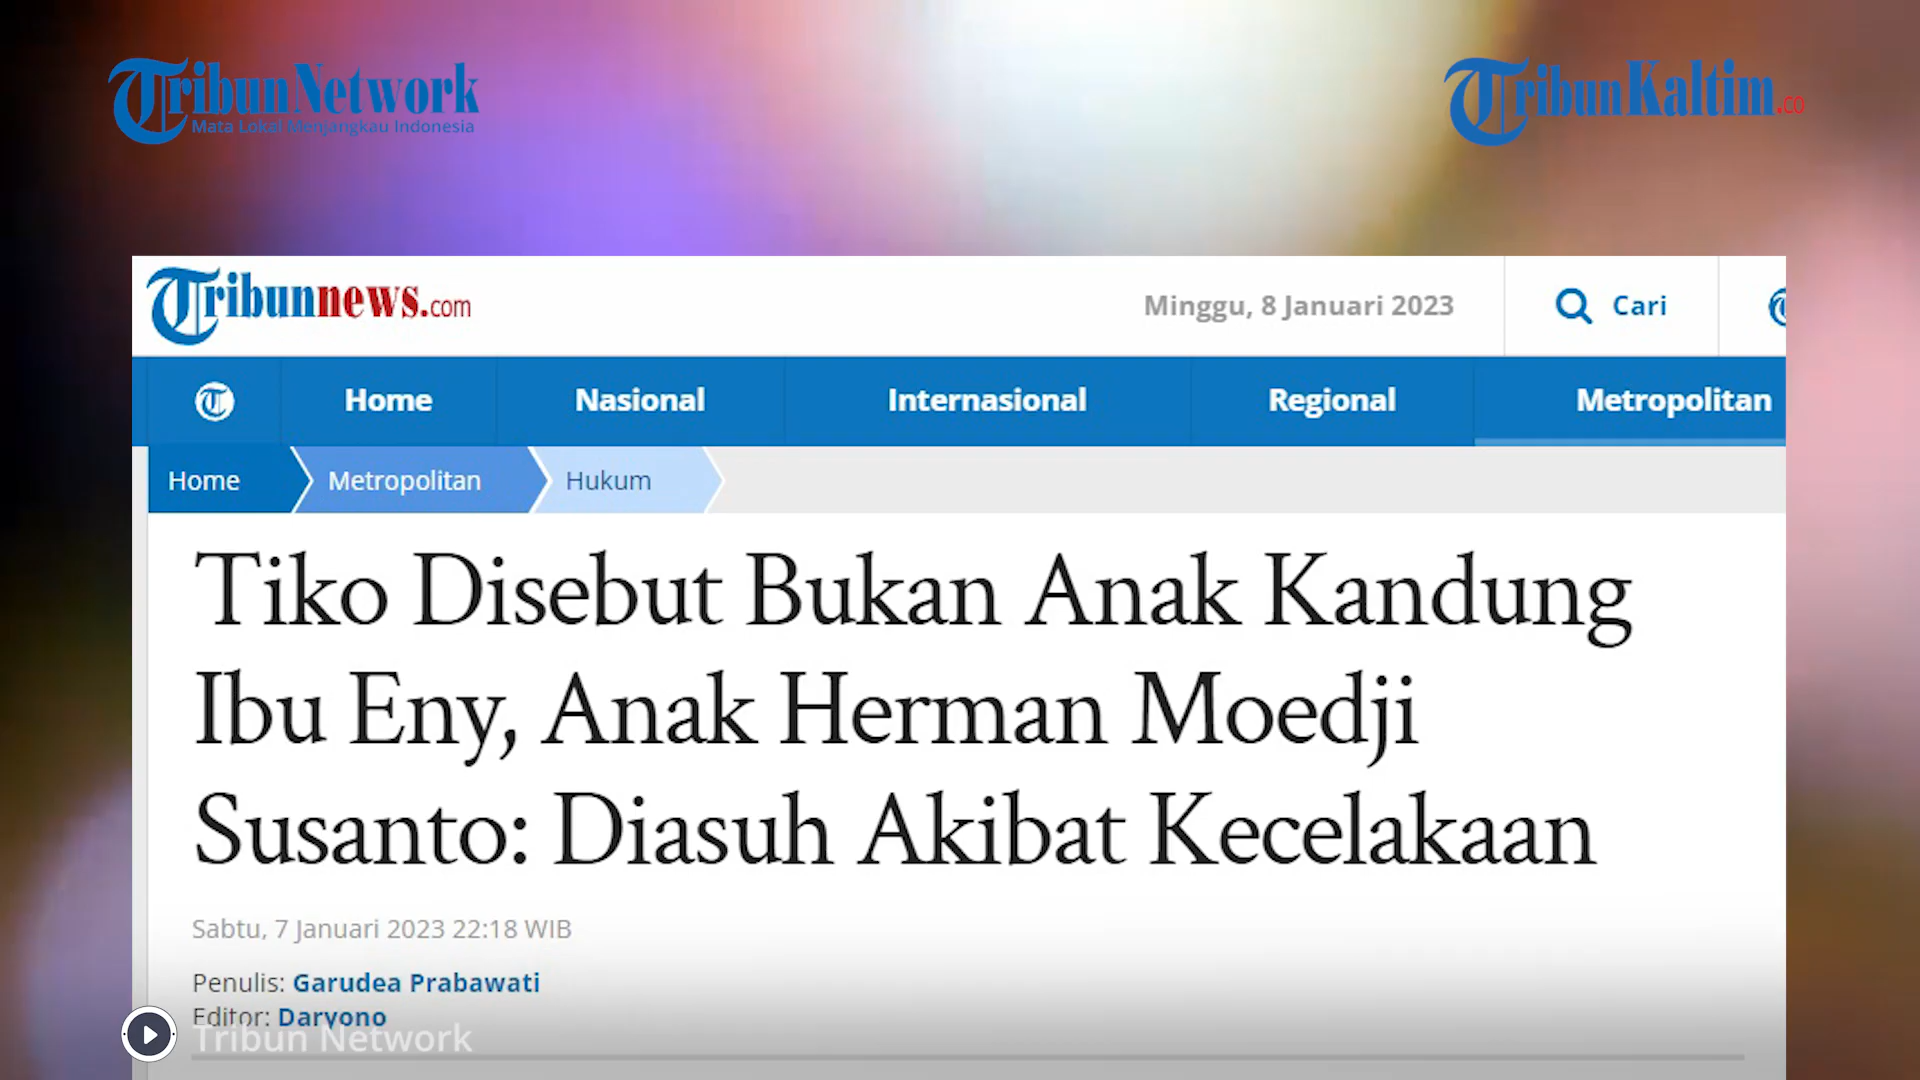 TribunNetwork
Mata Lokal Menjangkau Indonesia
TribunKaltim.co
Tribunnews.com
Minggu, 8 Januari 2023
Cari
Home
Nasional
Internasional
Regional
Metropolitan
Home
Metropolitan
Hukum
Tiko Disebut Bukan Anak Kandung
Ibu Eny, Anak Herman Moedji
Susanto: Diasuh Akibat Kecelakaan
Sabtu, 7 Januari 2023 22:18 WIB
Penulis: Garudea Prabawati
Editor: Daryono
Tribun Network